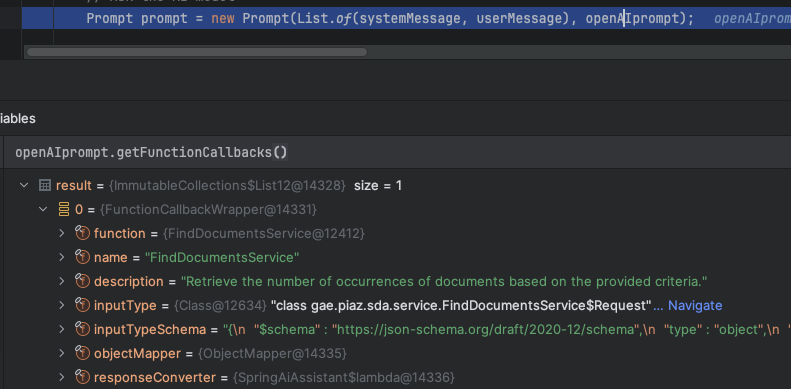 Prompt prompt = new Prompt(List.of(systemMessage, userMessage), openAIprompt);
iables
openAIprompt.getFunctionCallbacks()
result = {ImmutableCollections$List12@14328} size = 1
0 = {FunctionCallbackWrapper@14331}
function = {FindDocumentsService@12412}
name = "FindDocumentsService"
description = "Retrieve the number of occurrences of documents based on the provided criteria."
inputType = {Class@12634} "class gae.piaz.sda.service.FindDocumentsService$Request"... Navigate
inputTypeSchema = "{\n "$schema" : "https://json-schema.org/draft/2020-12/schema",\n "type" : "object",\n "
objectMapper = {ObjectMapper@14335}
responseConverter = {SpringAiAssistant$lambda@14336}